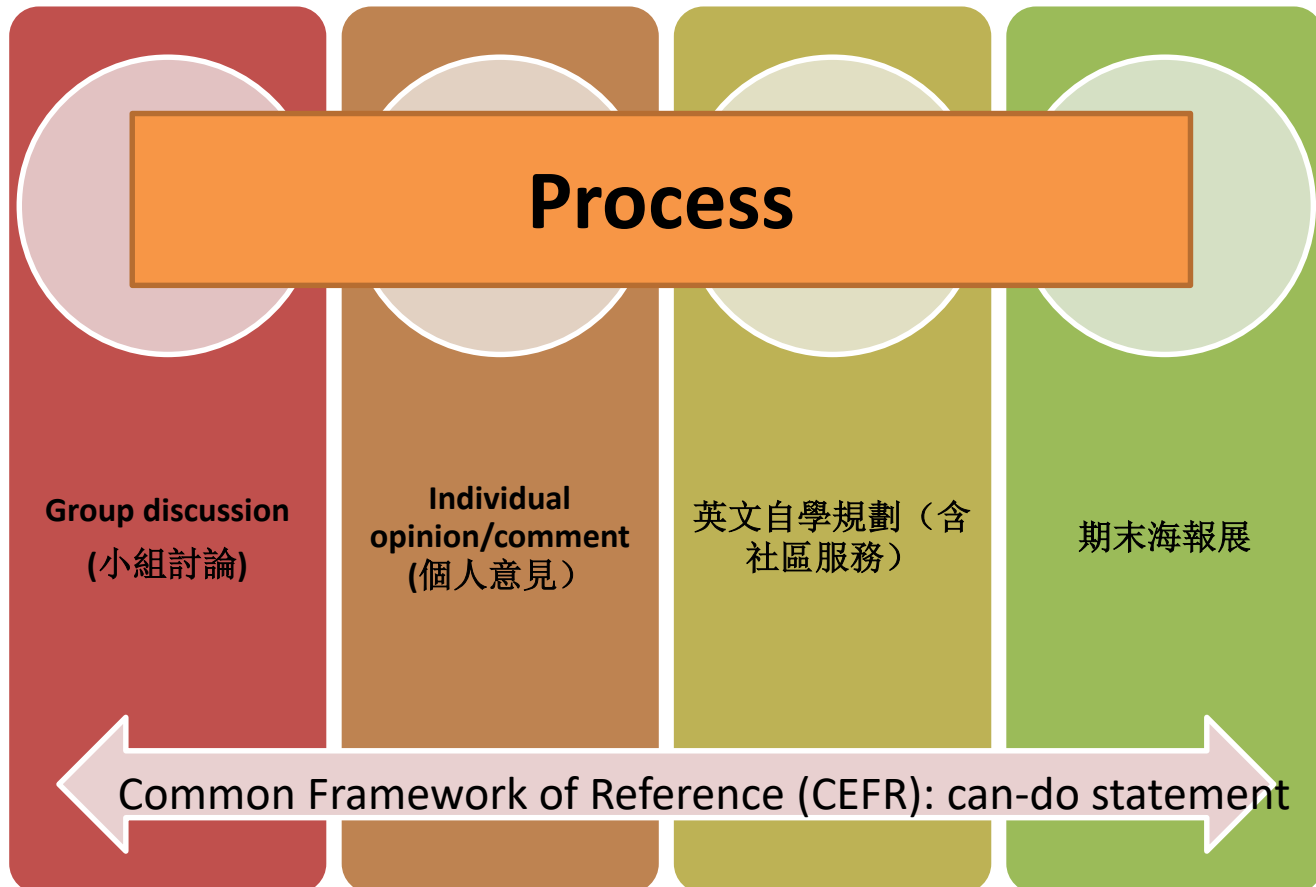 Process
Group discussion
(小組討論)
Individual
opinion/comment
(個人意見）
英文自學規劃（含
社區服務）
期末海報展
Common Framework of Reference (CEFR): can-do statement